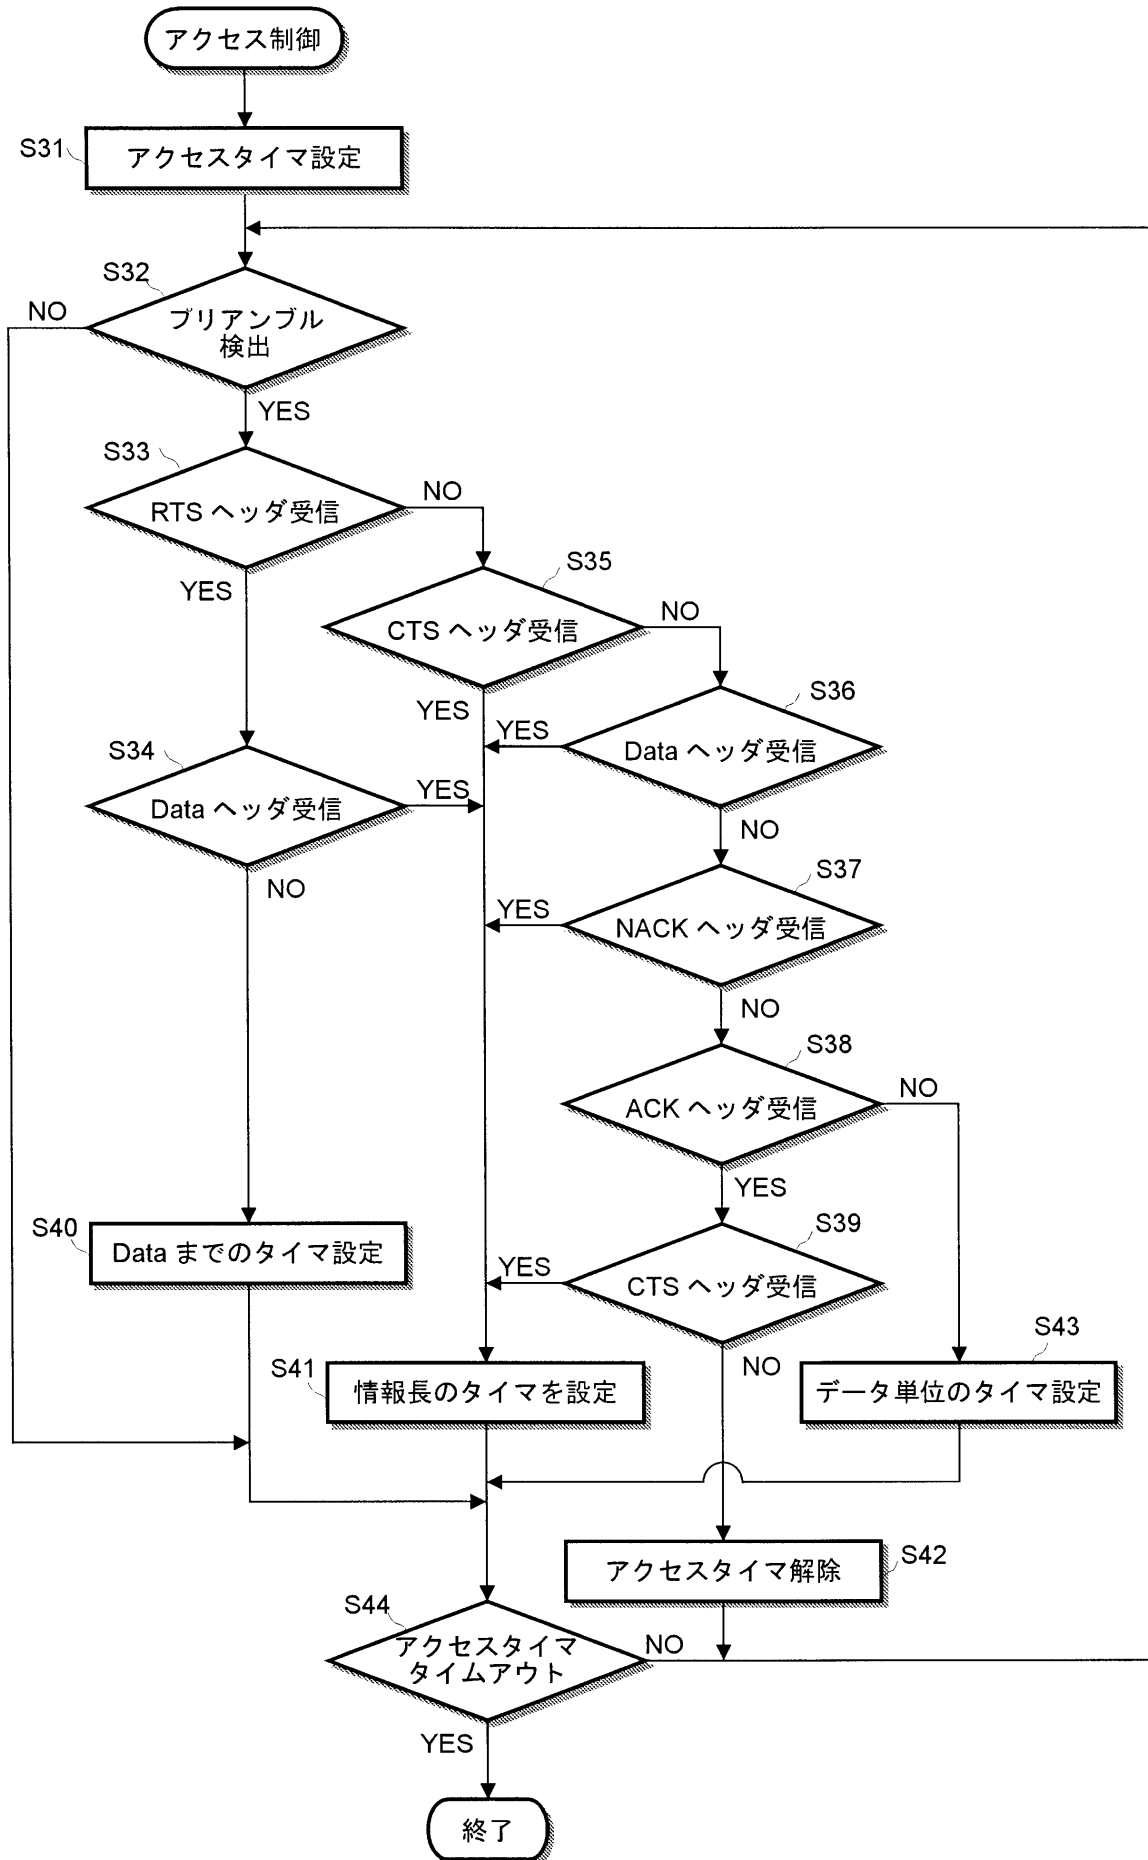 アクセス制御
S31
アクセスタイマ設定
S32
NO
プリアンブル
検出
YES
S33
RTS ヘッダ受信
NO
YES
S35
CTS ヘッダ受信
NO
YES
S36
Data ヘッダ受信
YES
NO
S34
Data ヘッダ受信
YES
NO
S37
NACK ヘッダ受信
YES
NO
S38
ACK ヘッダ受信
NO
YES
S39
CTS ヘッダ受信
YES
NO
S40
Data までのタイマ設定
S41
情報長のタイマを設定
S43
データ単位のタイマ設定
S42
アクセスタイマ解除
S44
アクセスタイマ
タイムアウト
NO
YES
終了